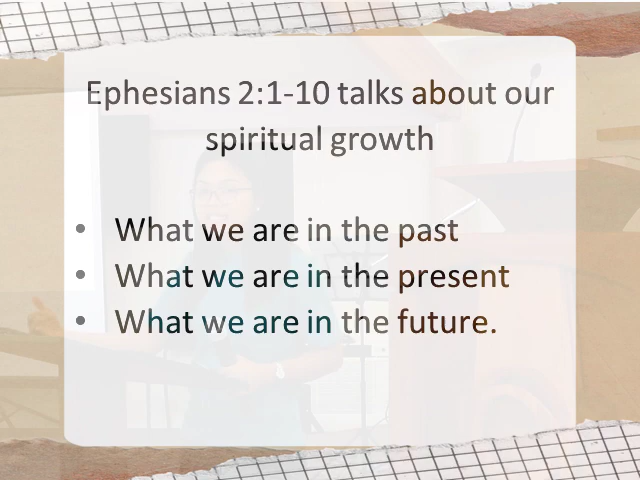 Ephesians 2:1-10 talks about our
spiritual growth
• What we are in the past
• What we are in the present
• What we are in the future.